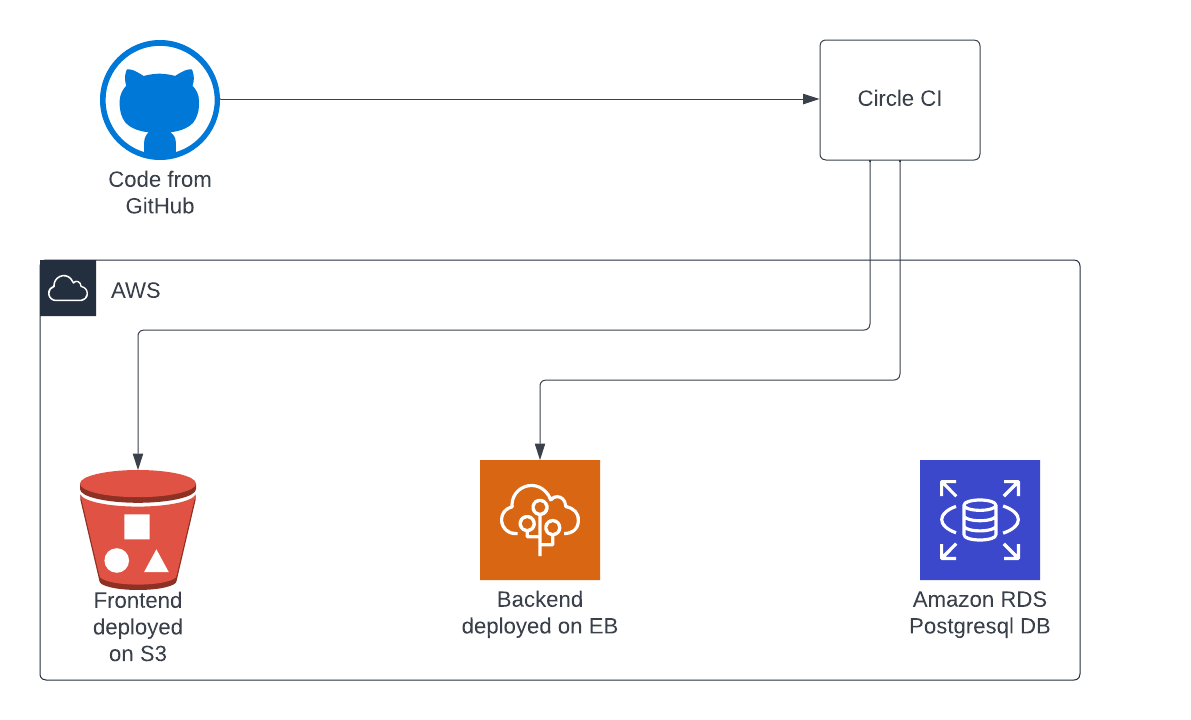 Circle CI
Code from
GitHub
AWS
Frontend
deployed
on S3
Backend
deployed on EB
Amazon RDS
Postgresql DB